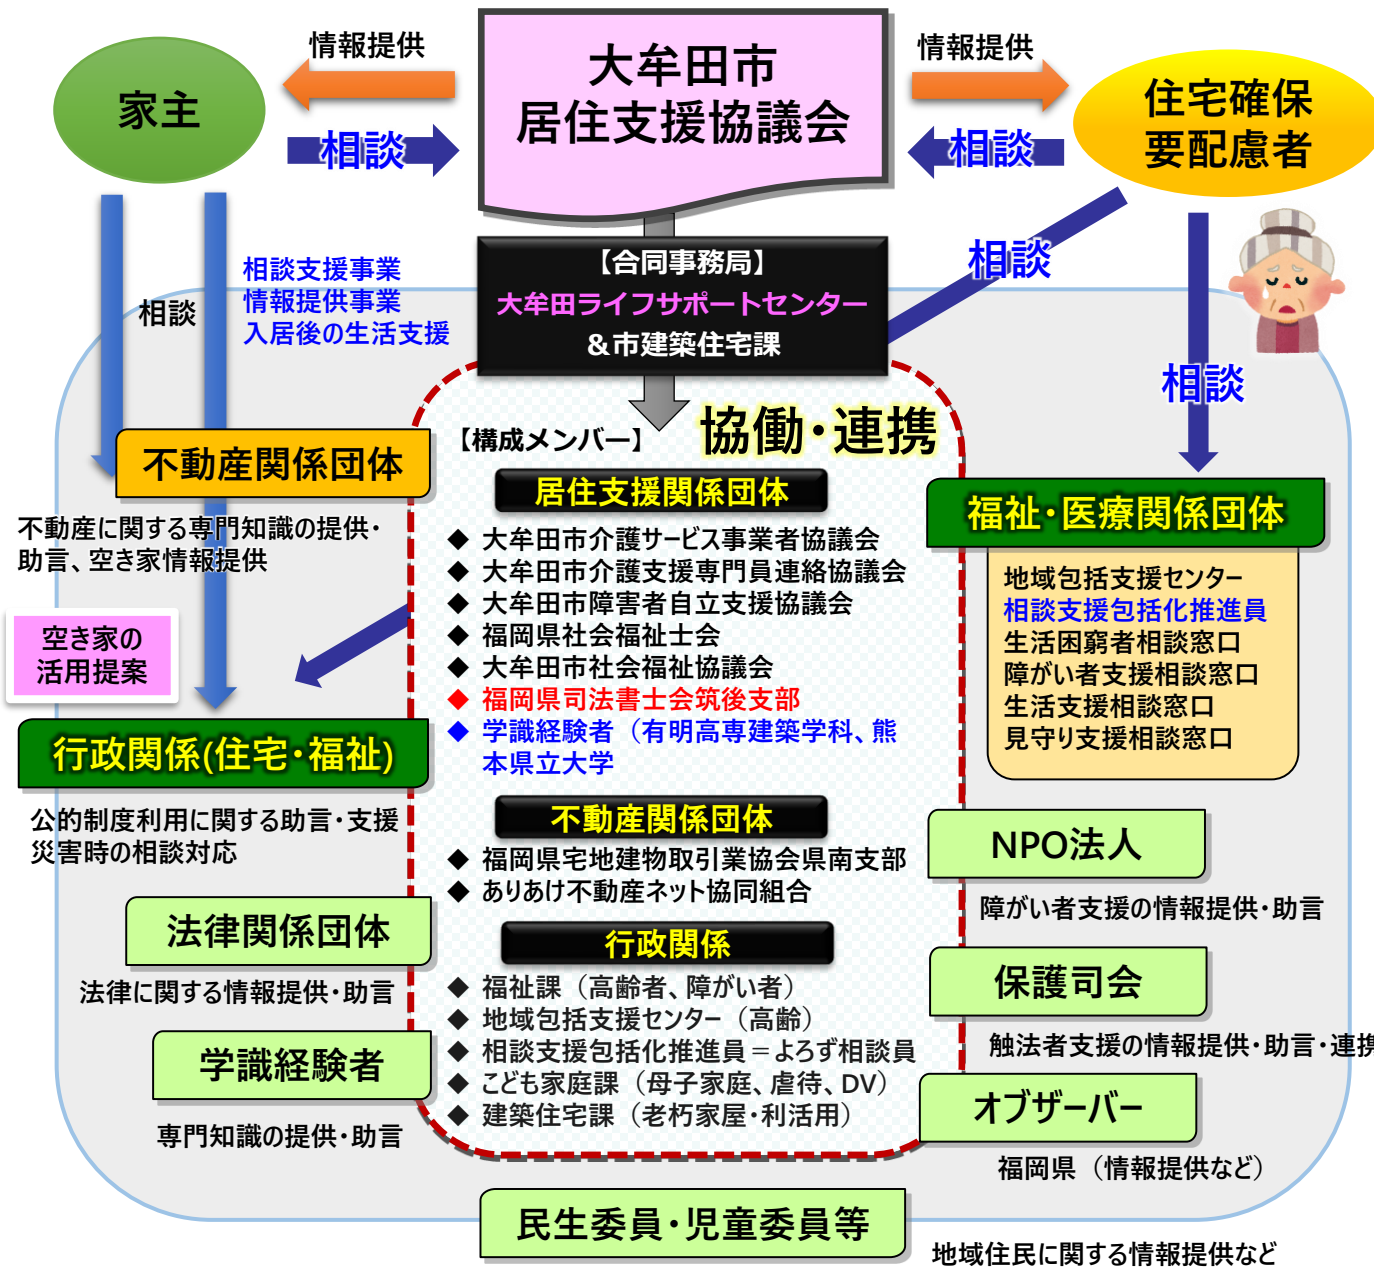 情報提供
大牟田市
居住支援協議会
情報提供
家主
住宅確保
要配慮者
相談
相談
相談支援事業
情報提供事業
入居後の生活支援
相談
【合同事務局】
大牟田ライフサポートセンター
&市建築住宅課
相談
相談
協働・連携
【構成メンバー】
居住支援関係団体
◆ 大牟田市介護サービス事業者協議会
◆ 大牟田市介護支援専門員連絡協議会
◆ 大牟田市障害者自立支援協議会
◆ 福岡県社会福祉士会
◆ 大牟田市社会福祉協議会
◆ 福岡県司法書士会筑後支部
◆ 学識経験者（有明高専建築学科、熊
本県立大学
不動産関係団体
◆ 福岡県宅地建物取引業協会県南支部
◆ ありあけ不動産ネット協同組合
行政関係
◆ 福祉課（高齢者、障がい者）
◆ 地域包括支援センター（高齢）
◆ 相談支援包括化推進員＝よろず相談員
◆ こども家庭課（母子家庭、虐待、DV）
◆ 建築住宅課（老朽家屋・利活用）
不動産関係団体
不動産に関する専門知識の提供・
助言、空き家情報提供
空き家の
活用提案
行政関係(住宅・福祉)
公的制度利用に関する助言・支援
災害時の相談対応
法律関係団体
法律に関する情報提供・助言
学識経験者
専門知識の提供・助言
福祉・医療関係団体
地域包括支援センター
相談支援包括化推進員
生活困窮者相談窓口
障がい者支援相談窓口
生活支援相談窓口
見守り支援相談窓口
NPO法人
障がい者支援の情報提供・助言
保護司会
触法者支援の情報提供・助言・連携
オブザーバー
福岡県（情報提供など）
民生委員・児童委員等
地域住民に関する情報提供など